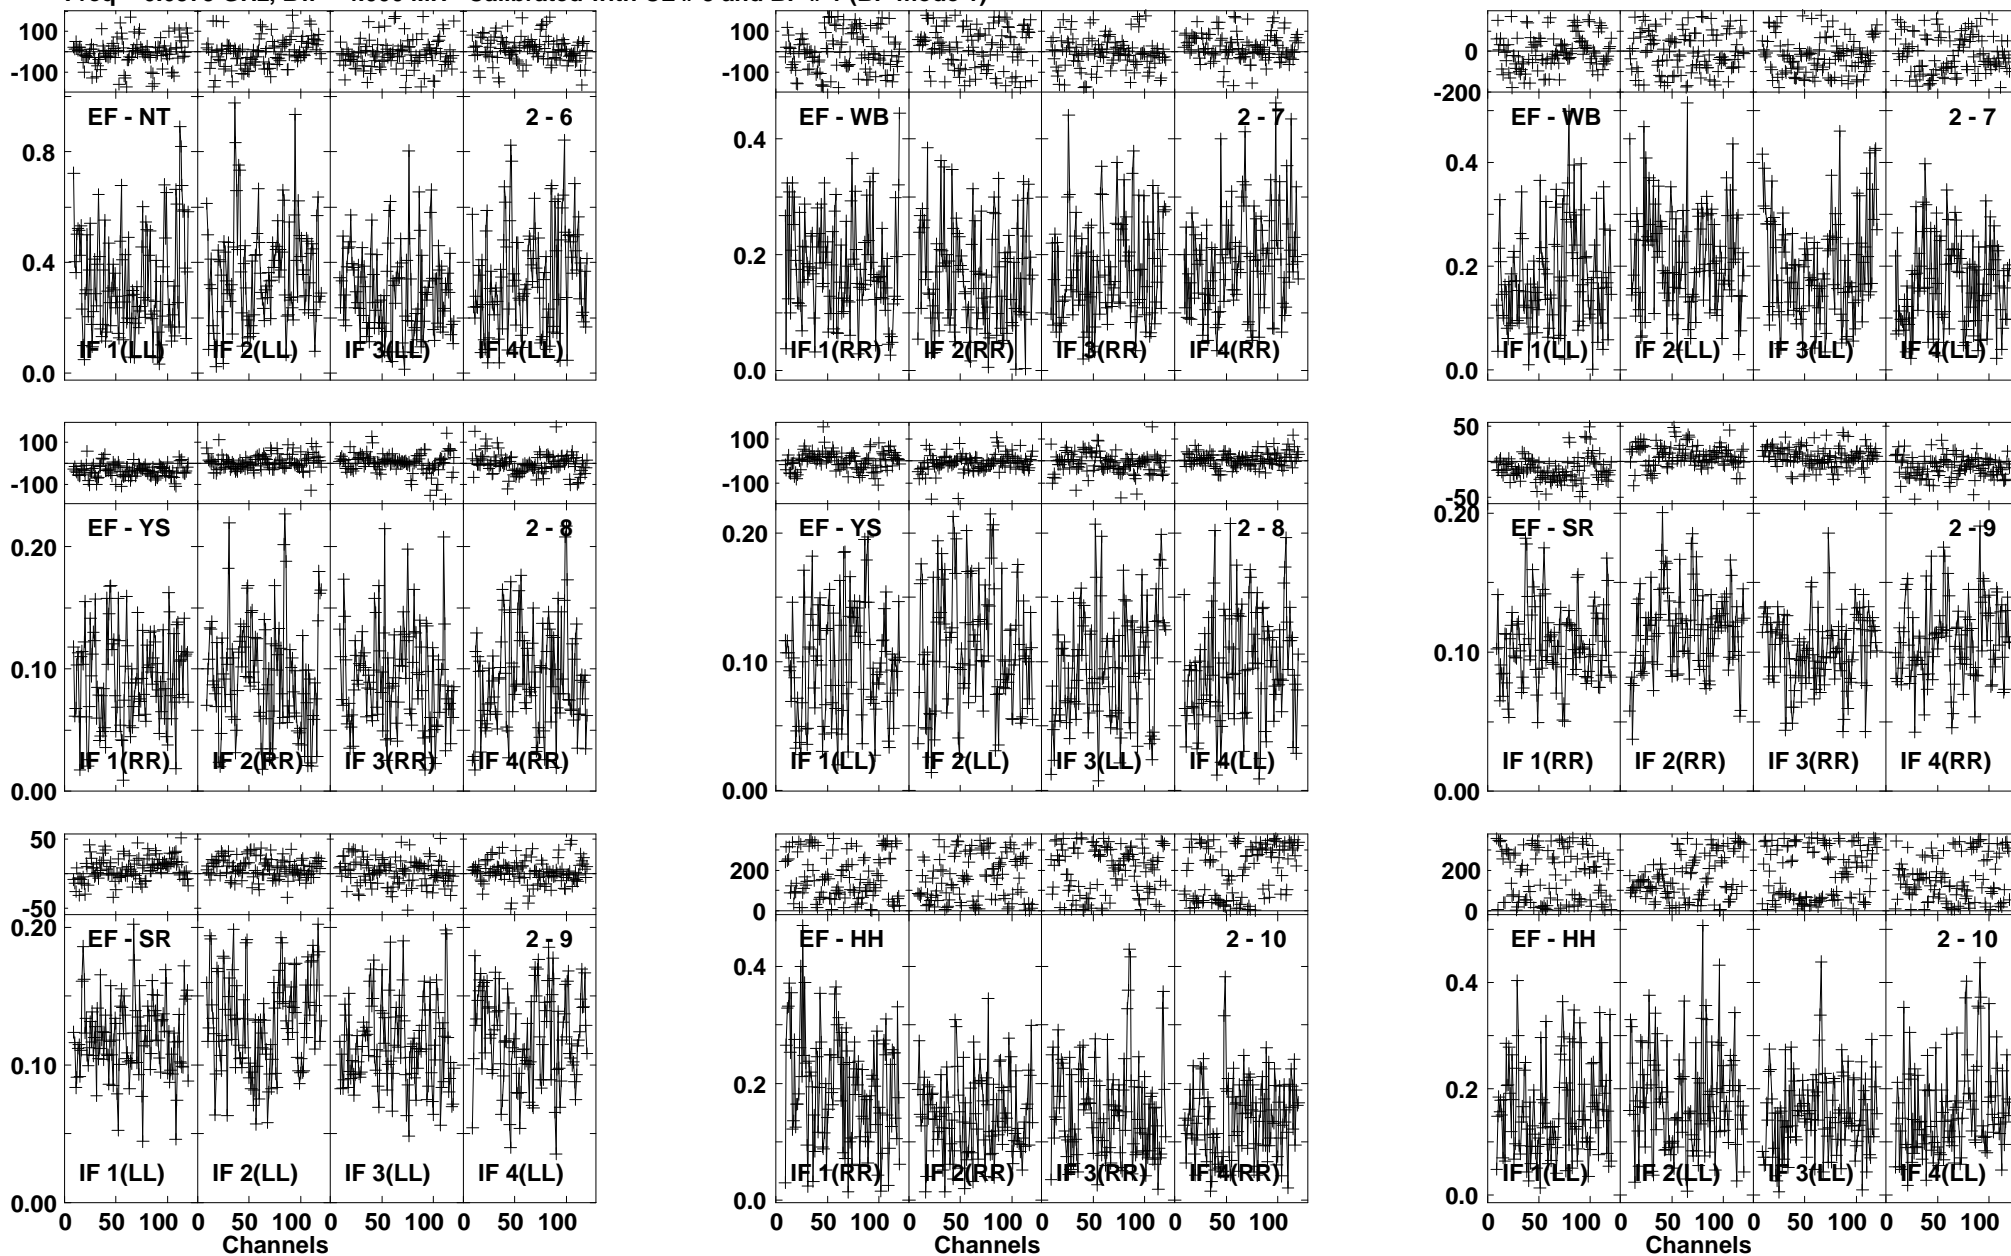 100
-100
EF - NT
2 - 6
0.8
0.4
0.0
IF 1(LL)
IF 2(LL)
IF 3(LL)
IF 4(LL)
100
-100
EF - WB
2 - 7
0.4
0.2
0.0
IF 1(RR)
IF 2(RR)
IF 3(RR)
IF 4(RR)
0
-200
EF - WB
2 - 7
0.4
0.2
0.0
IF 1(LL)
IF 2(LL)
IF 3(LL)
IF 4(LL)
100
-100
EF - YS
2 - 8
0.20
0.10
0.00
IF 1(RR)
IF 2(RR)
IF 3(RR)
IF 4(RR)
100
-100
EF - YS
2 - 8
0.20
0.10
0.00
IF 1(LL)
IF 2(LL)
IF 3(LL)
IF 4(LL)
50
-50
EF - SR
2 - 9
0.20
0.10
0.00
IF 1(RR)
IF 2(RR)
IF 3(RR)
IF 4(RR)
50
-50
EF - SR
2 - 9
0.20
0.10
0.00
IF 1(LL)
IF 2(LL)
IF 3(LL)
IF 4(LL)
0 50 100 0 50 100 0 50 100 0 50 100
Channels
200
0
EF - HH
2 - 10
0.4
0.2
0.0
IF 1(RR)
IF 2(RR)
IF 3(RR)
IF 4(RR)
0 50 100 0 50 100 0 50 100 0 50 100
Channels
200
0
EF - HH
2 - 10
0.4
0.2
0.0
IF 1(LL)
IF 2(LL)
IF 3(LL)
IF 4(LL)
0 50 100 0 50 100 0 50 100 0 50 100
Channels